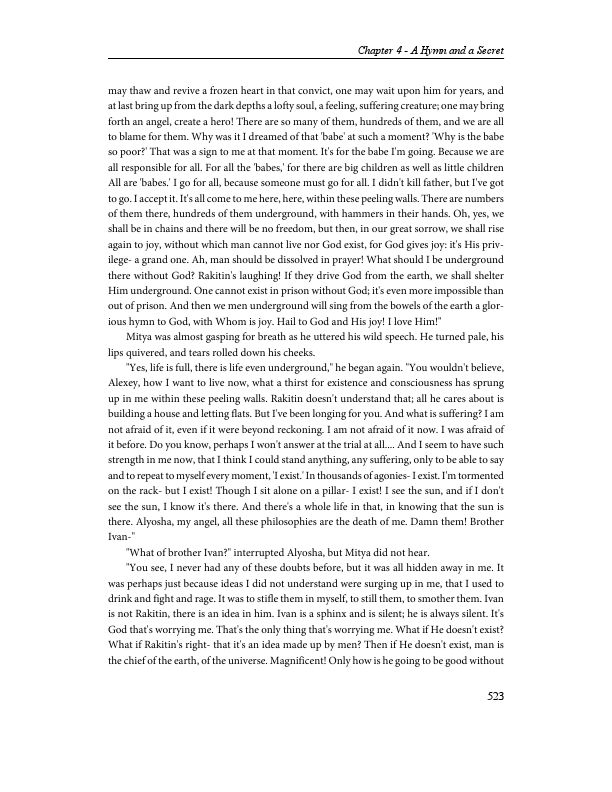 Chapter 4 - A Hymn and a Secret
may thaw and revive a frozen heart in that convict, one may wait upon him for years, and
at last bring up from the dark depths a lofty soul, a feeling, suffering creature; one may bring
forth an angel, create a hero! There are so many of them, hundreds of them, and we are all
to blame for them. Why was it I dreamed of that 'babe' at such a moment? 'Why is the babe
so poor?' That was a sign to me at that moment. It's for the babe I'm going. Because we are
all responsible for all. For all the 'babes,' for there are big children as well as little children
All are 'babes.' I go for all, because someone must go for all. I didn't kill father, but I've got
to go. I accept it. It's all come to me here, here, within these peeling walls. There are numbers
of them there, hundreds of them underground, with hammers in their hands. Oh, yes, we
shall be in chains and there will be no freedom, but then, in our great sorrow, we shall rise
again to joy, without which man cannot live nor God exist, for God gives joy: it's His priv-
ilege- a grand one. Ah, man should be dissolved in prayer! What should I be underground
there without God? Rakitin's laughing! If they drive God from the earth, we shall shelter
Him underground. One cannot exist in prison without God; it's even more impossible than
out of prison. And then we men underground will sing from the bowels of the earth a glor-
ious hymn to God, with Whom is joy. Hail to God and His joy! I love Him!"
Mitya was almost gasping for breath as he uttered his wild speech. He turned pale, his
lips quivered, and tears rolled down his cheeks.
"Yes, life is full, there is life even underground," he began again. "You wouldn't believe,
Alexey, how I want to live now, what a thirst for existence and consciousness has sprung
up in me within these peeling walls. Rakitin doesn't understand that; all he cares about is
building a house and letting flats. But I've been longing for you. And what is suffering? I am
not afraid of it, even if it were beyond reckoning. I am not afraid of it now. I was afraid of
it before. Do you know, perhaps I won't answer at the trial at all.... And I seem to have such
strength in me now, that I think I could stand anything, any suffering, only to be able to say
and to repeat to myself every moment, 'I exist.' In thousands of agonies- I exist. I'm tormented
on the rack- but I exist! Though I sit alone on a pillar- I exist! I see the sun, and if I don't
see the sun, I know it's there. And there's a whole life in that, in knowing that the sun is
there. Alyosha, my angel, all these philosophies are the death of me. Damn them! Brother
Ivan-"
"What of brother Ivan?" interrupted Alyosha, but Mitya did not hear.
"You see, I never had any of these doubts before, but it was all hidden away in me. It
was perhaps just because ideas I did not understand were surging up in me, that I used to
drink and fight and rage. It was to stifle them in myself, to still them, to smother them. Ivan
is not Rakitin, there is an idea in him. Ivan is a sphinx and is silent; he is always silent. It's
God that's worrying me. That's the only thing that's worrying me. What if He doesn't exist?
What if Rakitin's right- that it's an idea made up by men? Then if He doesn't exist, man is
the chief of the earth, of the universe. Magnificent! Only how is he going to be good without
523